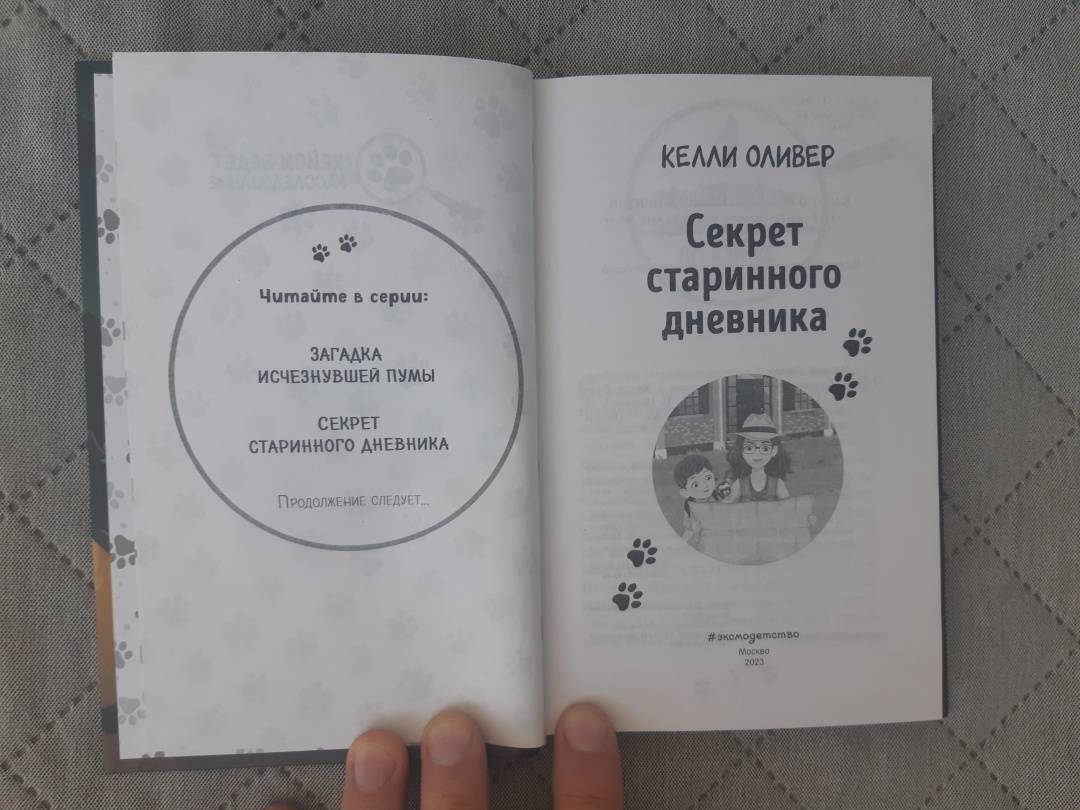 Читайте в серии:
ЗАГАДКА
ИСЧЕЗНУВШЕЙ ПУМЫ
СЕКРЕТ
СТАРИННОГО ДНЕВНИКА
ПРОДОЛЖЕНИЕ СЛЕДУЕТ...
КЕЛЛИ ОЛИВЕР
Секрет
старинного
дневника
#эксмодетство
Москва
2023